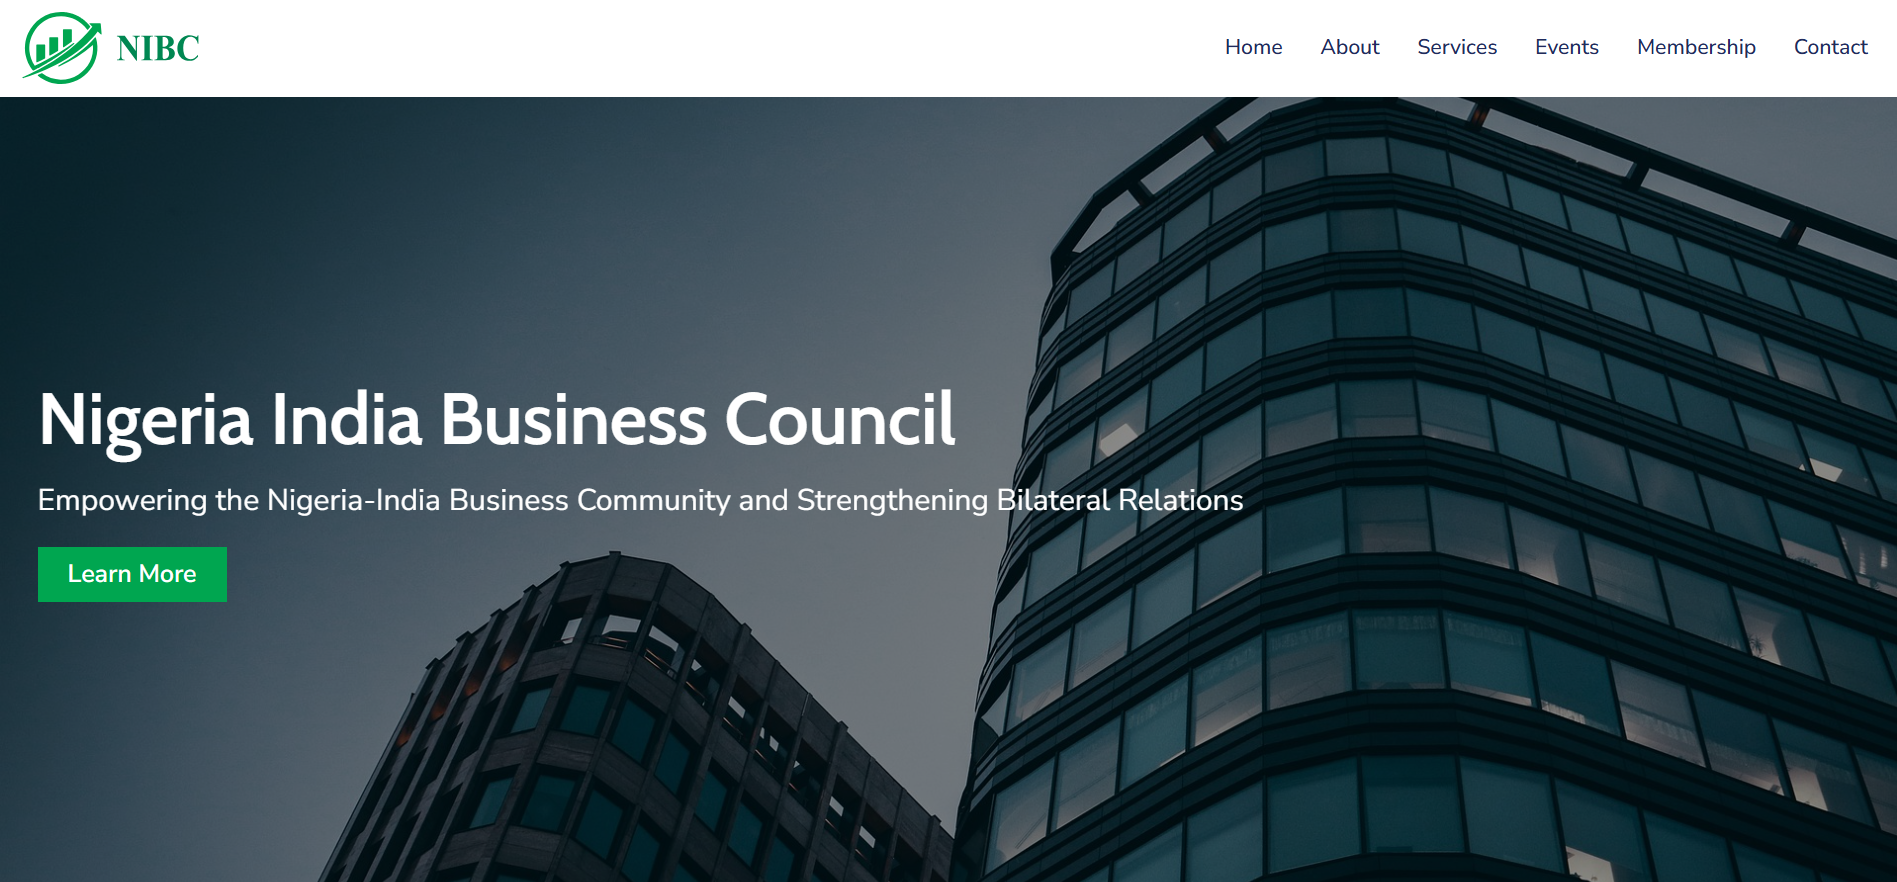 NIBC
Home About Services Events Membership Contact
Nigeria India Business Council
Empowering the Nigeria-India Business Community and Strengthening Bilateral Relations
Learn More